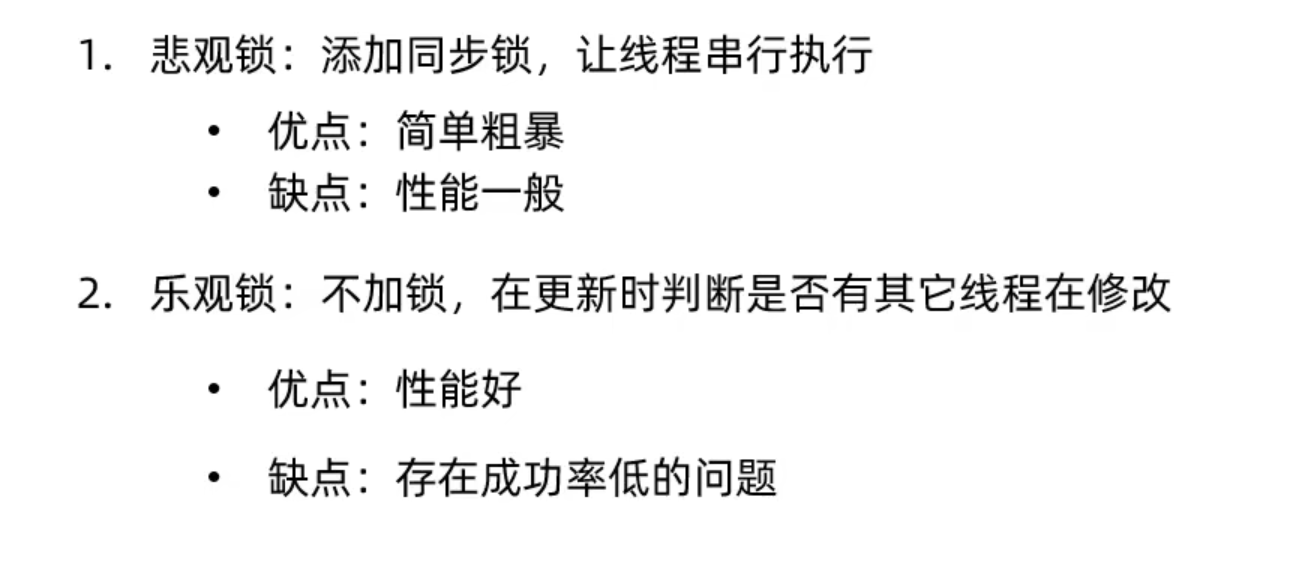 1. 悲观锁：添加同步锁，让线程串行执行
• 优点：简单粗暴
• 缺点：性能一般
2. 乐观锁：不加锁，在更新时判断是否有其它线程在修改
• 优点：性能好
• 缺点：存在成功率低的问题